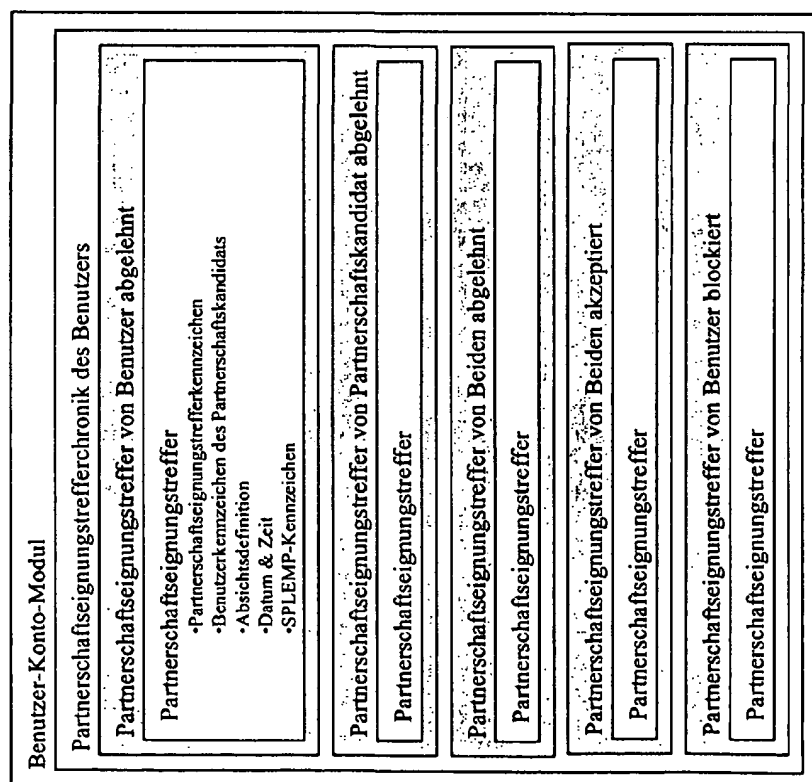 Benutzer-Konto-Modul
Partnerschaftseignungstrefferchronik des Benutzers
Partnerschaftseignungstreffer von Benutzer abgelehnt
Partnerschaftseignungstreffer
•Partnerschaftseignungstrefferkennzeichen
•Benutzerkennzeichen des Partnerschaftskandidats
•Absichtsdefinition
•Datum & Zeit
•SPLEMP-Kennzeichen
Partnerschaftseignungstreffer von Partnerschaftskandidat abgelehnt
Partnerschaftseignungstreffer
Partnerschaftseignungstreffer von Beiden abgelehnt
Partnerschaftseignungstreffer
Partnerschaftseignungstreffer von Beiden akzeptiert
Partnerschaftseignungstreffer
Partnerschaftseignungstreffer von Benutzer blockiert
Partnerschaftseignungstreffer